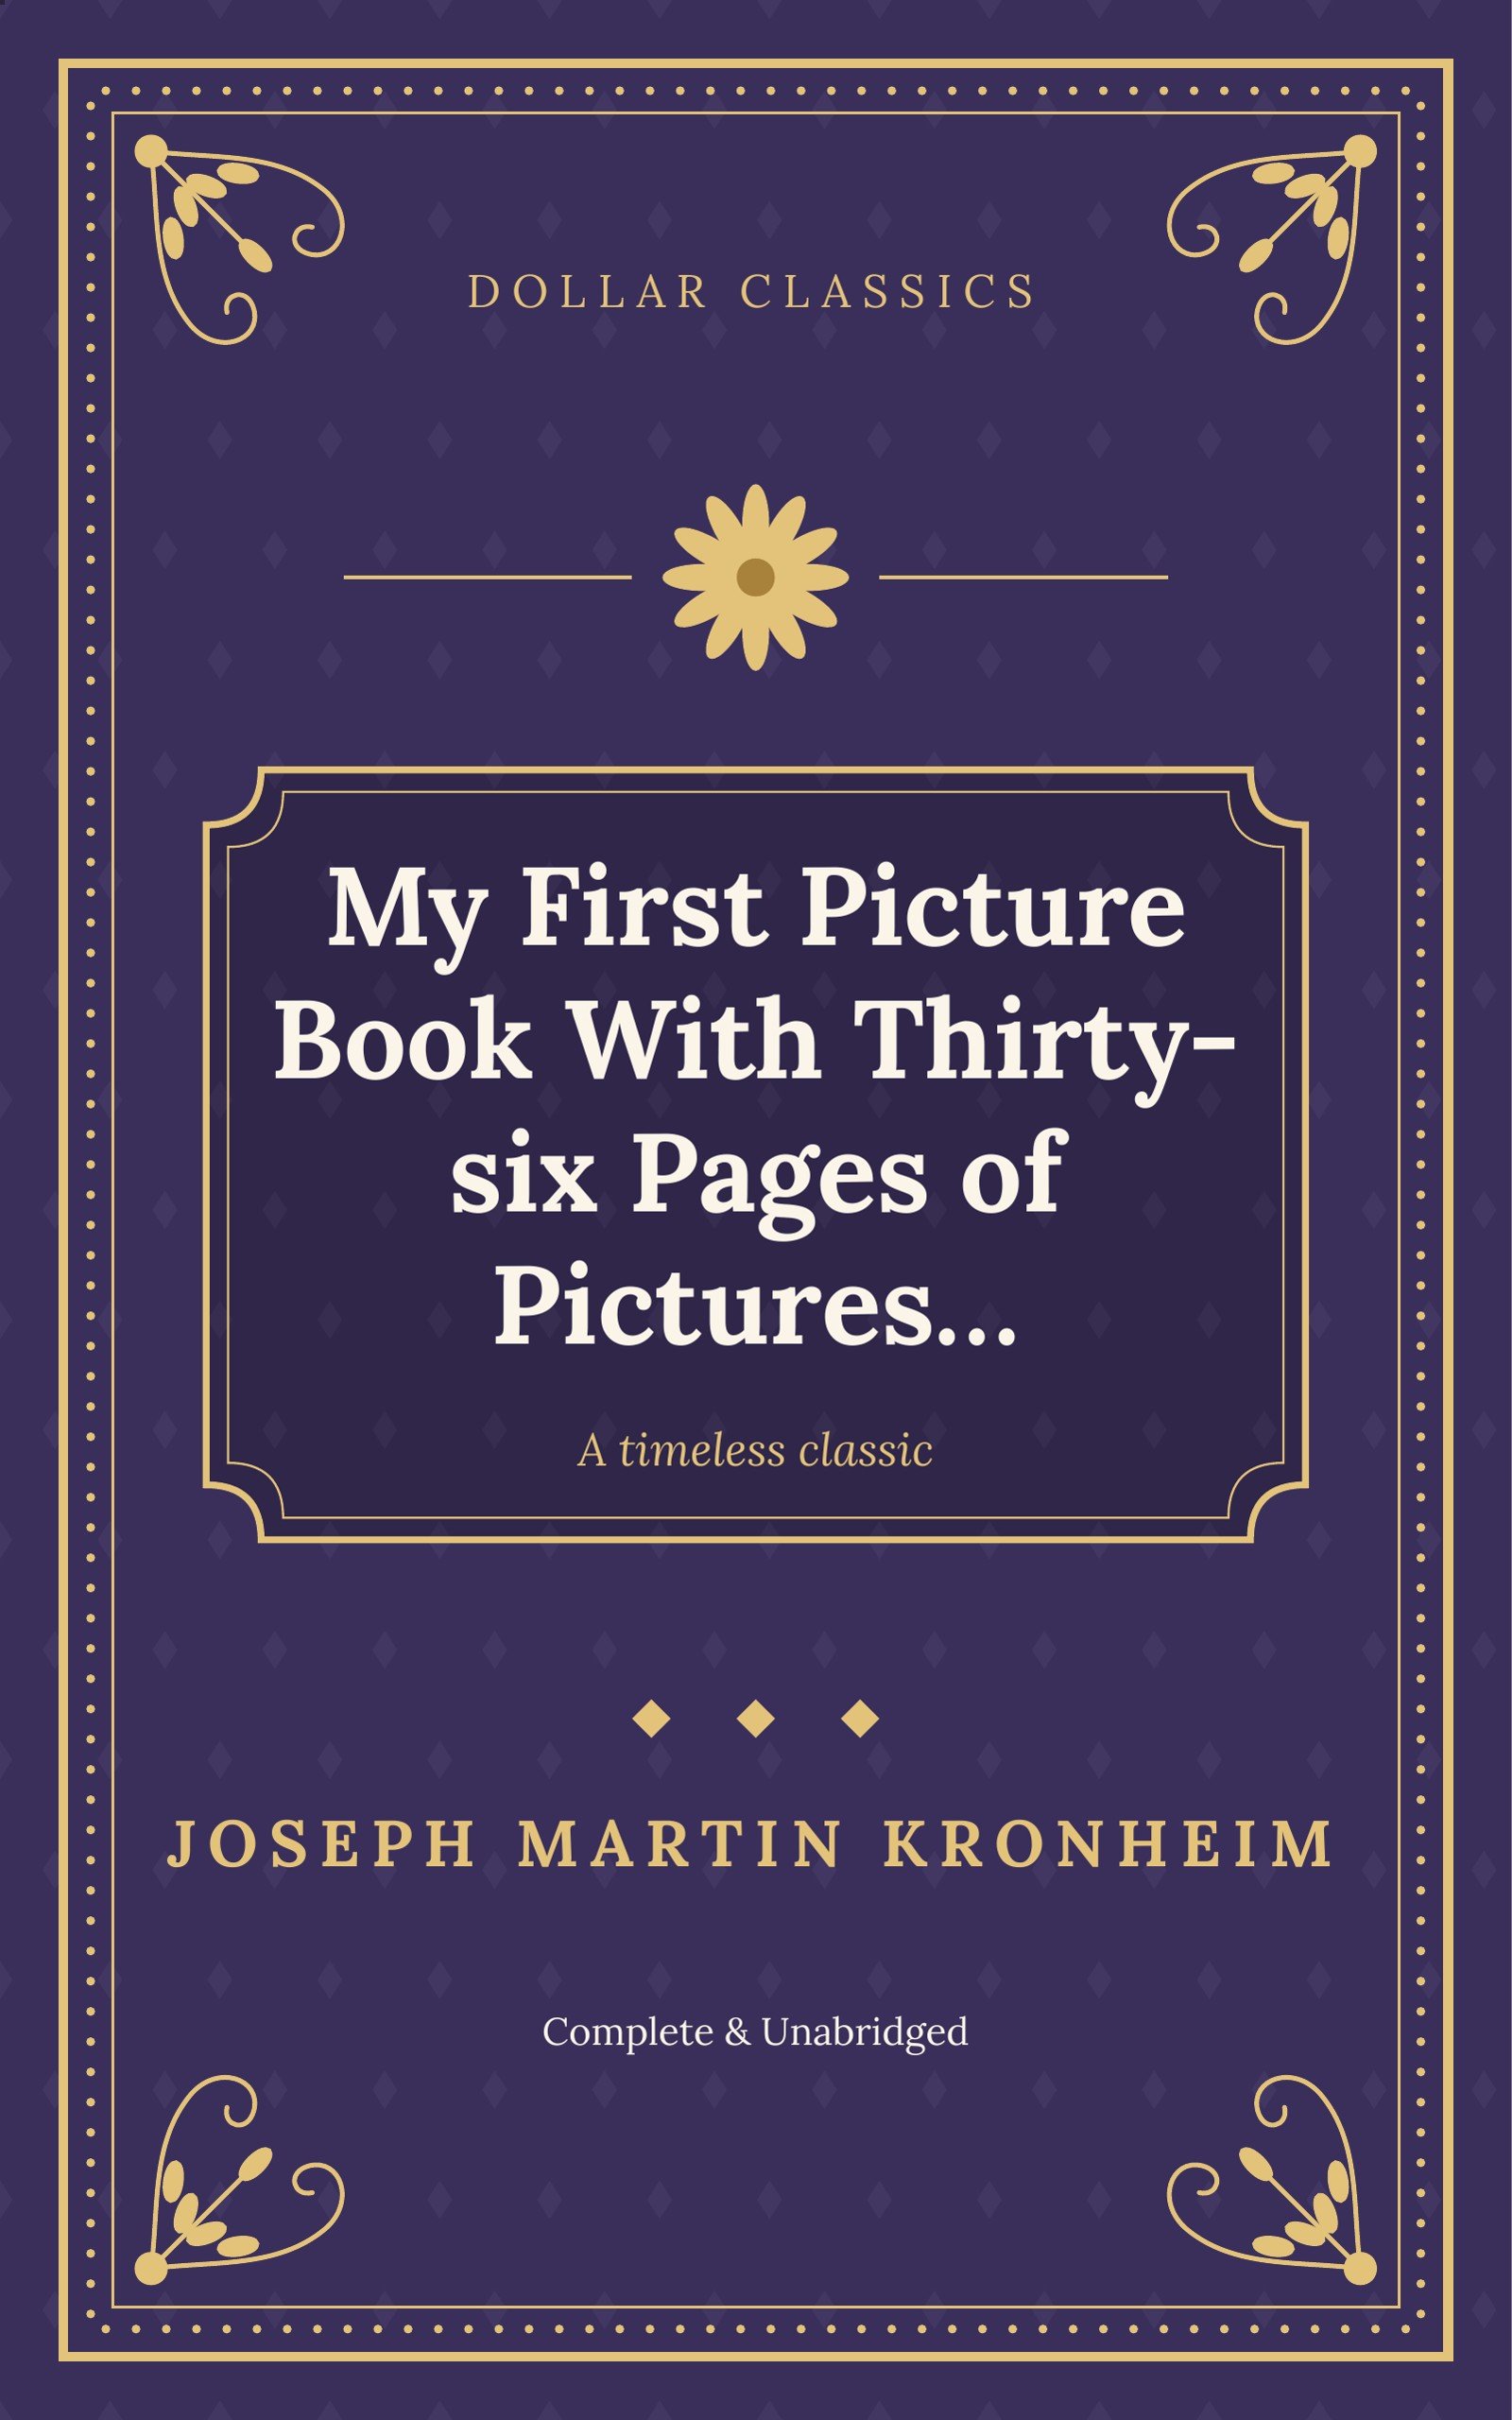 DOLLAR CLASSICS
My First Picture
Book With Thirty-
six Pages of
Pictures...
A timeless classic
JOSEPH MARTIN KRONHEIM
Complete & Unabridged